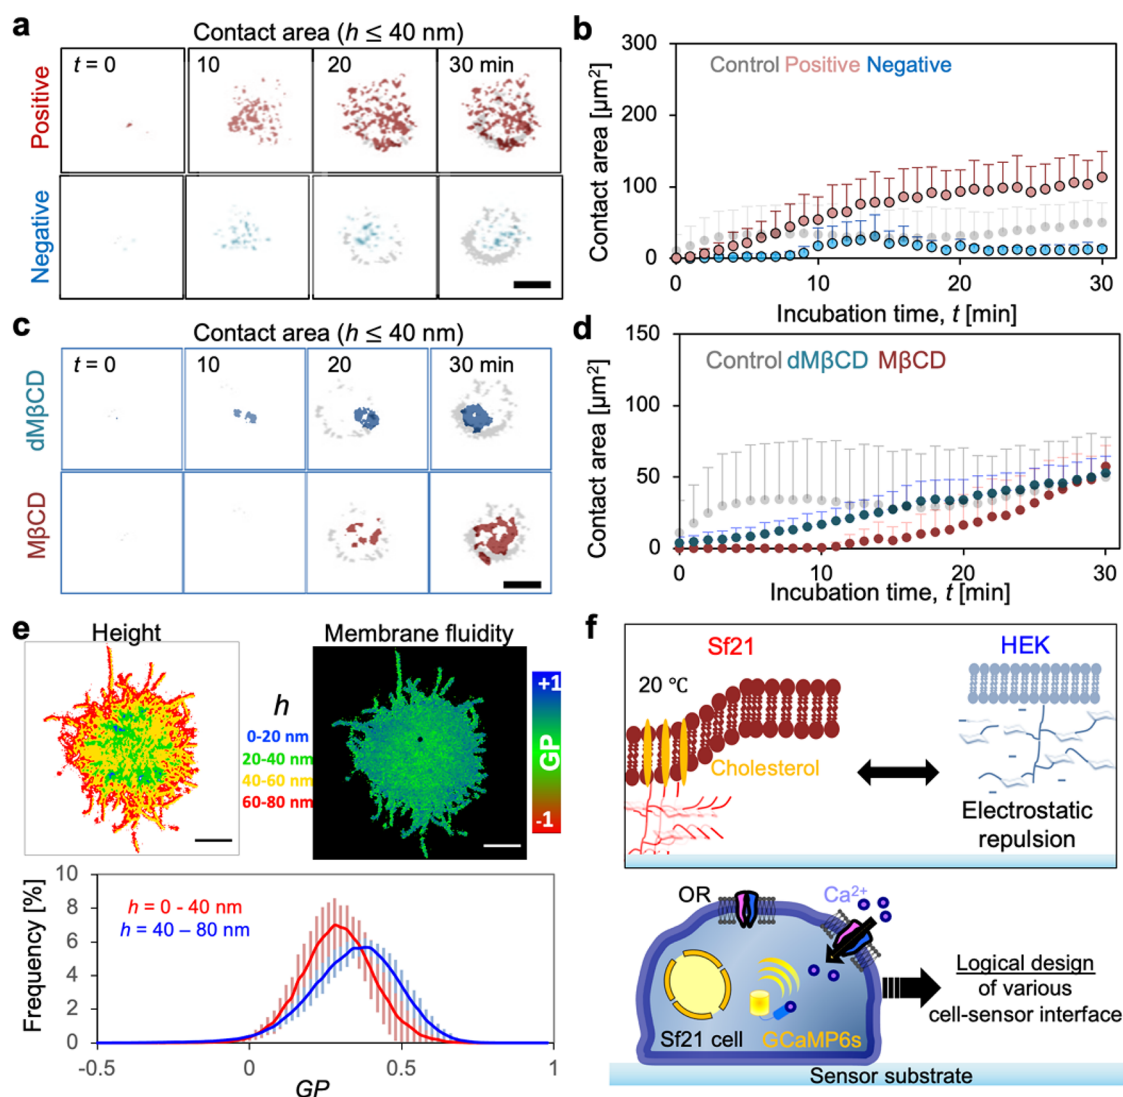 a
Contact area (h ≤ 40 nm)
t = 0
10
20
30 min
Positive
Negative
b
300
200
100
0
Contact area [µm²]
Control Positive Negative
0
10
20
30
Incubation time, t [min]
c
Contact area (h ≤ 40 nm)
t = 0
10
20
30 min
dMβCD
MβCD
d
150
100
50
0
Contact area [µm²]
Control dMβCD MβCD
0
10
20
30
Incubation time, t [min]
e
Height
Membrane fluidity
h
0-20 nm
20-40 nm
40-60 nm
60-80 nm
+1
GP
-1
10
8
6
4
2
0
Frequency [%]
h = 0 - 40 nm
h = 40 – 80 nm
-0.5
0
0.5
1
GP
f
Sf21
HEK
20 ℃
Cholesterol
Electrostatic
repulsion
OR
Ca²⁺
Sf21 cell
GCaMP6s
Logical design
of various
cell-sensor interface
Sensor substrate